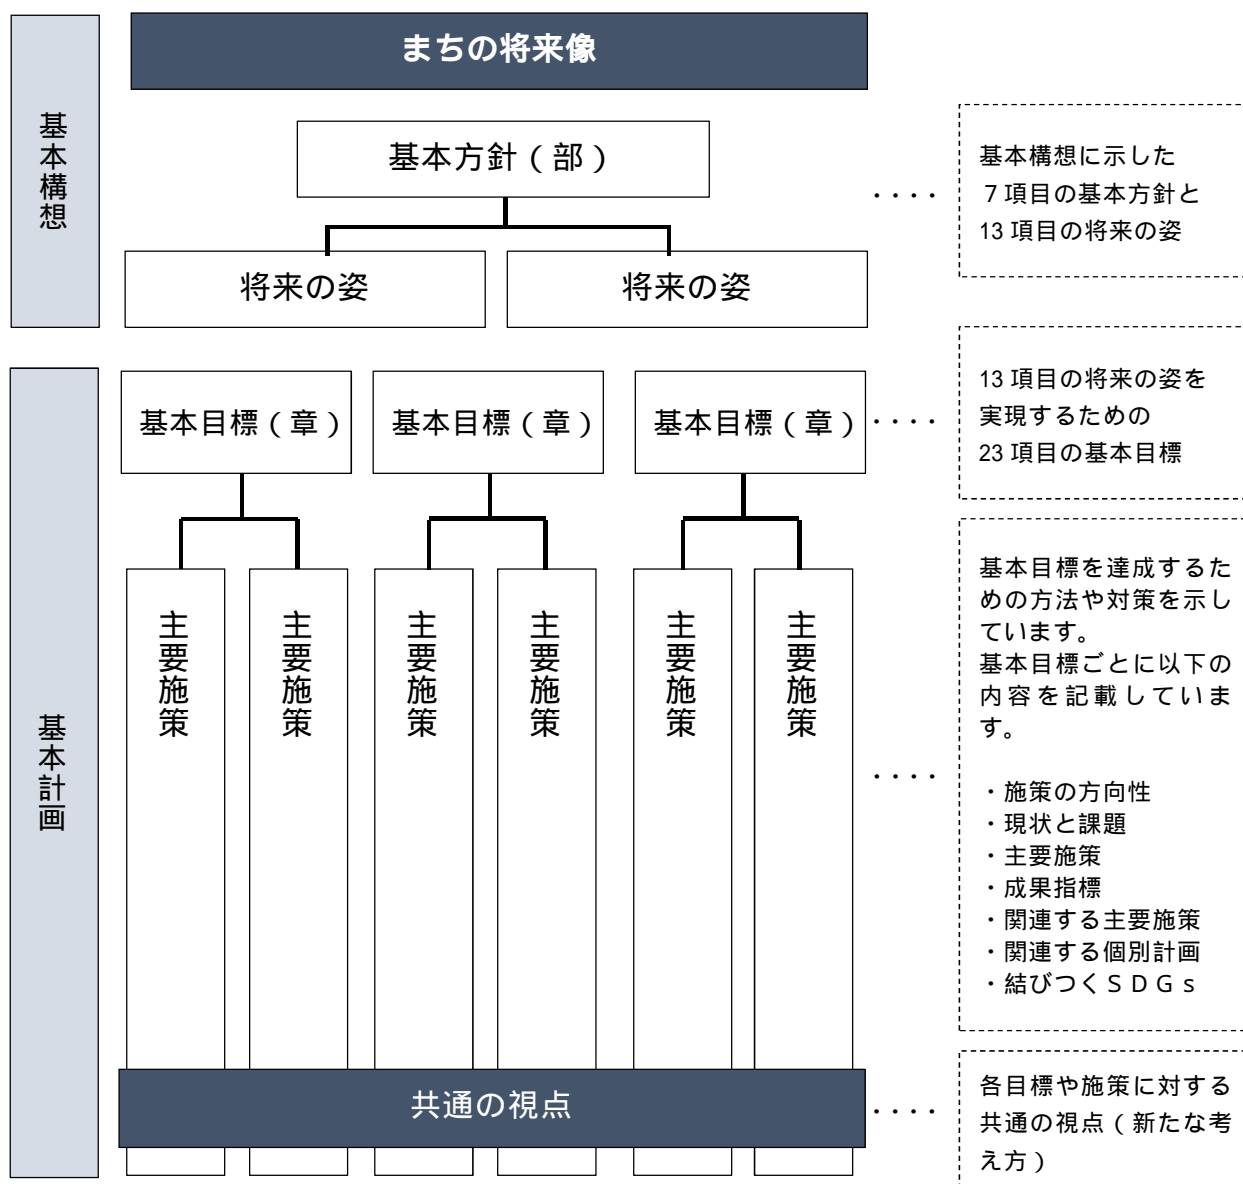 まちの将来像
基本構想
基本方針（部）
将来の姿
将来の姿
・・・・
基本構想に示した
７項目の基本方針と
13 項目の将来の姿
基本計画
基本目標（章）
基本目標（章）
基本目標（章）
・・・・
13 項目の将来の姿を
実現するための
23 項目の基本目標
主要施策
主要施策
主要施策
主要施策
主要施策
主要施策
・・・・
基本目標を達成するた
めの方法や対策を示し
ています。
基本目標ごとに以下の
内容を記載していま
す。
・施策の方向性
・現状と課題
・主要施策
・成果指標
・関連する主要施策
・関連する個別計画
・結びつくＳＤＧｓ
共通の視点
・・・・
各目標や施策に対する
共通の視点（新たな考
え方）